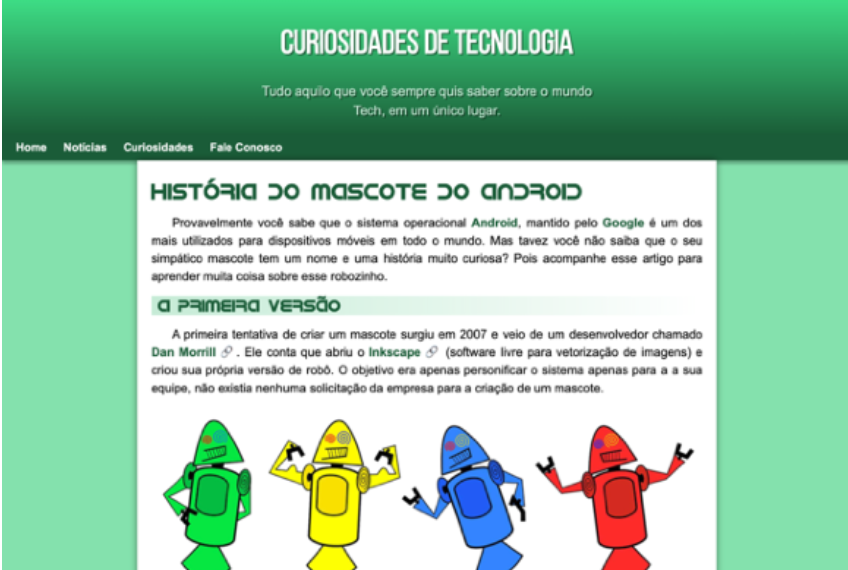 CURIOSIDADES DE TECNOLOGIA
Tudo aquilo que você sempre quis saber sobre o mundo
Tech, em um único lugar.
Home Notícias Curiosidades Fale Conosco
HISTÓRIA DO MASCOTE DO ANDROID
Provavelmente você sabe que o sistema operacional Android, mantido pelo Google é um dos
mais utilizados para dispositivos móveis em todo o mundo. Mas tavez você não saiba que o seu
simpático mascote tem um nome e uma história muito curiosa? Pois acompanhe esse artigo para
aprender muita coisa sobre esse robozinho.
A PRIMEIRA VERSÃO
A primeira tentativa de criar um mascote surgiu em 2007 e veio de um desenvolvedor chamado
Dan Morrill . Ele conta que abriu o Inkscape (software livre para vetorização de imagens) e
criou sua própria versão de robô. O objetivo era apenas personificar o sistema apenas para a a sua
equipe, não existia nenhuma solicitação da empresa para a criação de um mascote.